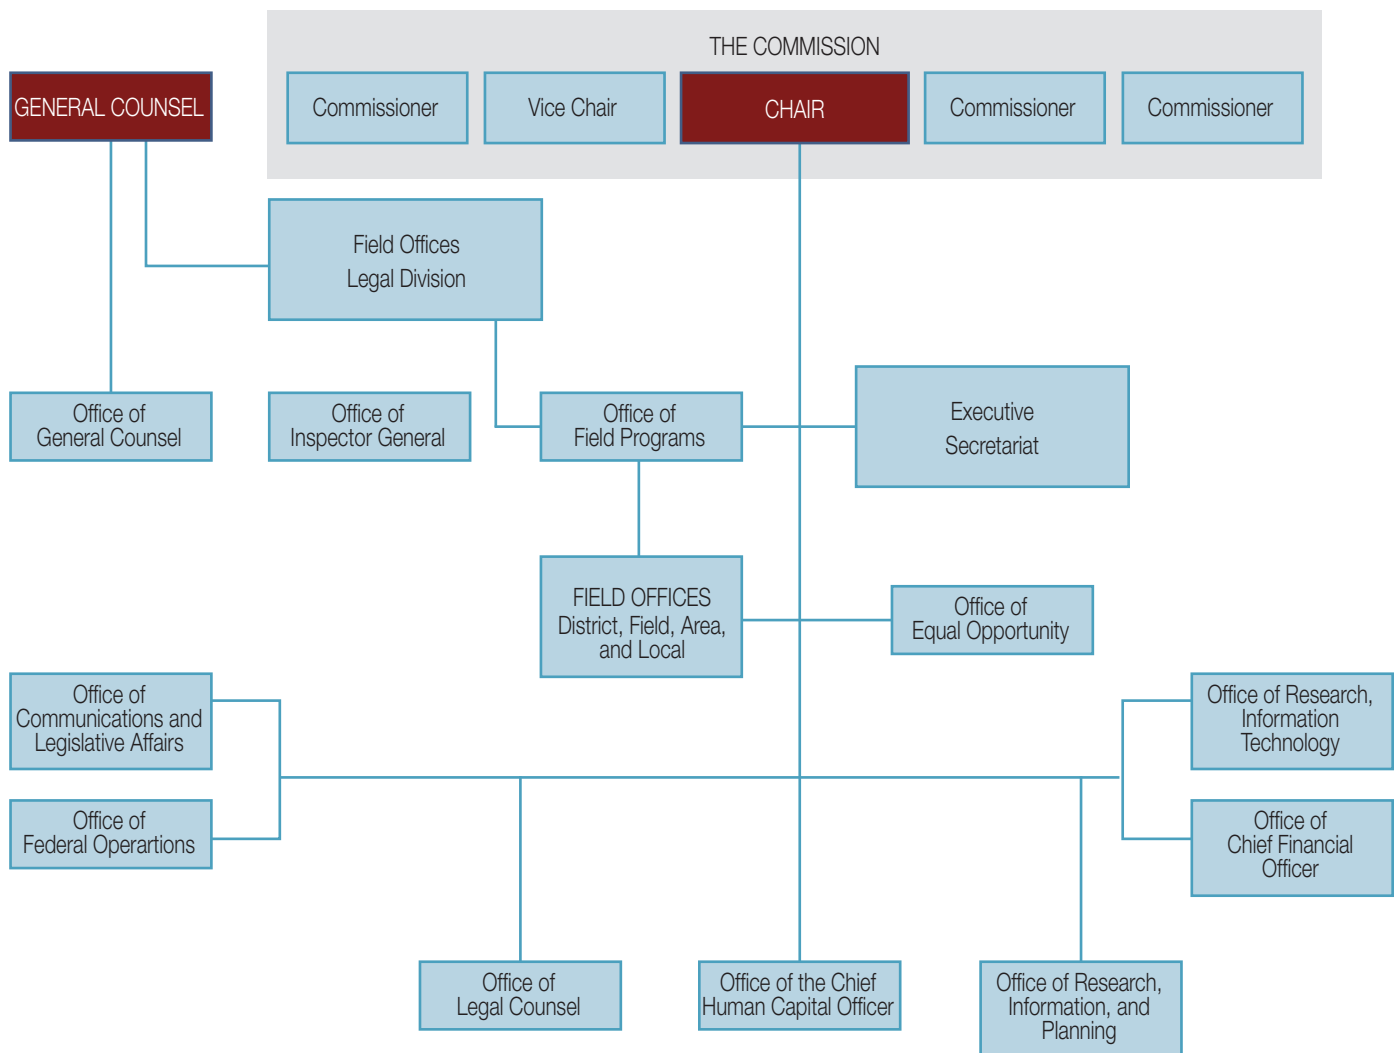 THE COMMISSION
GENERAL COUNSEL
Commissioner
Vice Chair
CHAIR
Commissioner
Commissioner
Field Offices
Legal Division
Office of
General Counsel
Office of
Inspector General
Office of
Field Programs
Executive
Secretariat
FIELD OFFICES
District, Field, Area,
and Local
Office of
Equal Opportunity
Office of
Communications and
Legislative Affairs
Office of Research,
Information
Technology
Office of
Federal Operartions
Office of
Chief Financial
Officer
Office of
Legal Counsel
Office of the Chief
Human Capital Officer
Office of Research,
Information, and
Planning